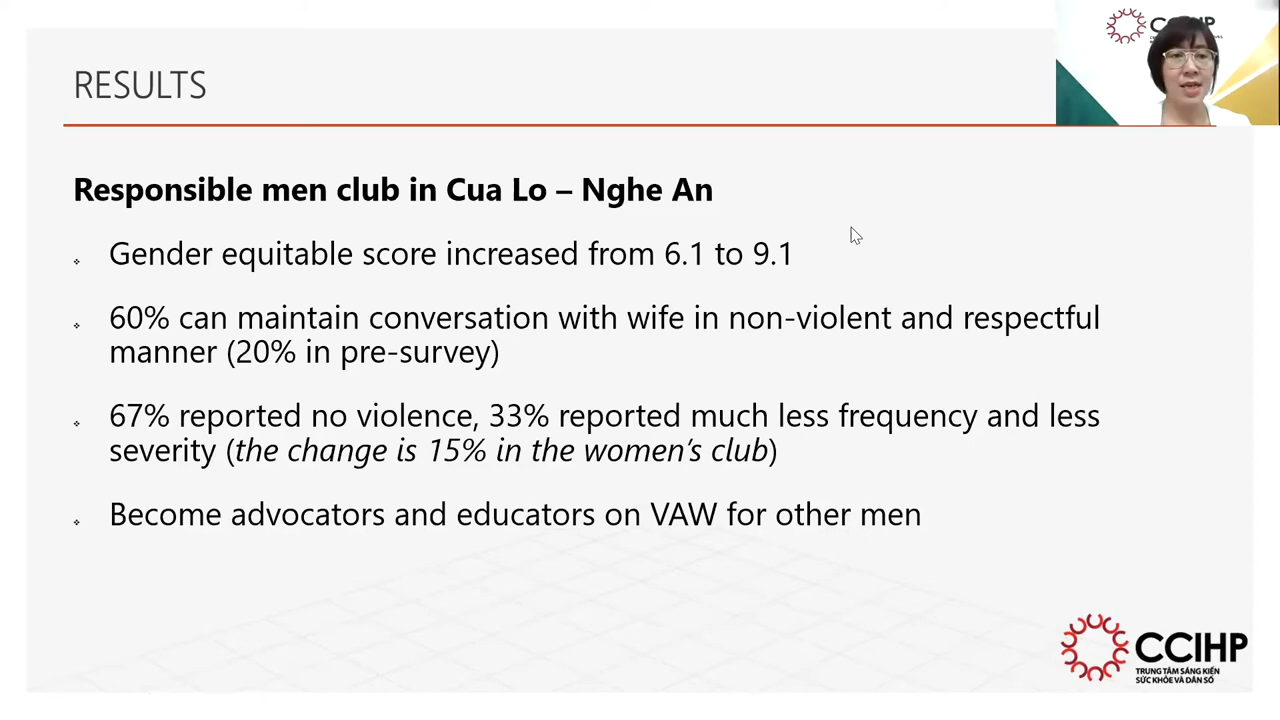 CCIHP
RESULTS
Responsible men club in Cua Lo – Nghe An
Gender equitable score increased from 6.1 to 9.1
60% can maintain conversation with wife in non-violent and respectful
manner (20% in pre-survey)
67% reported no violence, 33% reported much less frequency and less
severity (the change is 15% in the women’s club)
Become advocators and educators on VAW for other men
CCIHP
TRUNG TÂM SÁNG KIẾN
SỨC KHỎE VÀ DÂN SỐ